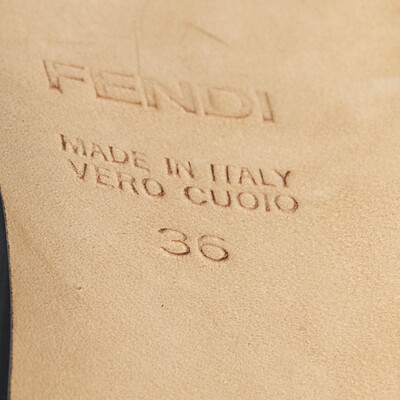 FENDI
MADE IN ITALY
VERO CUOIO
36